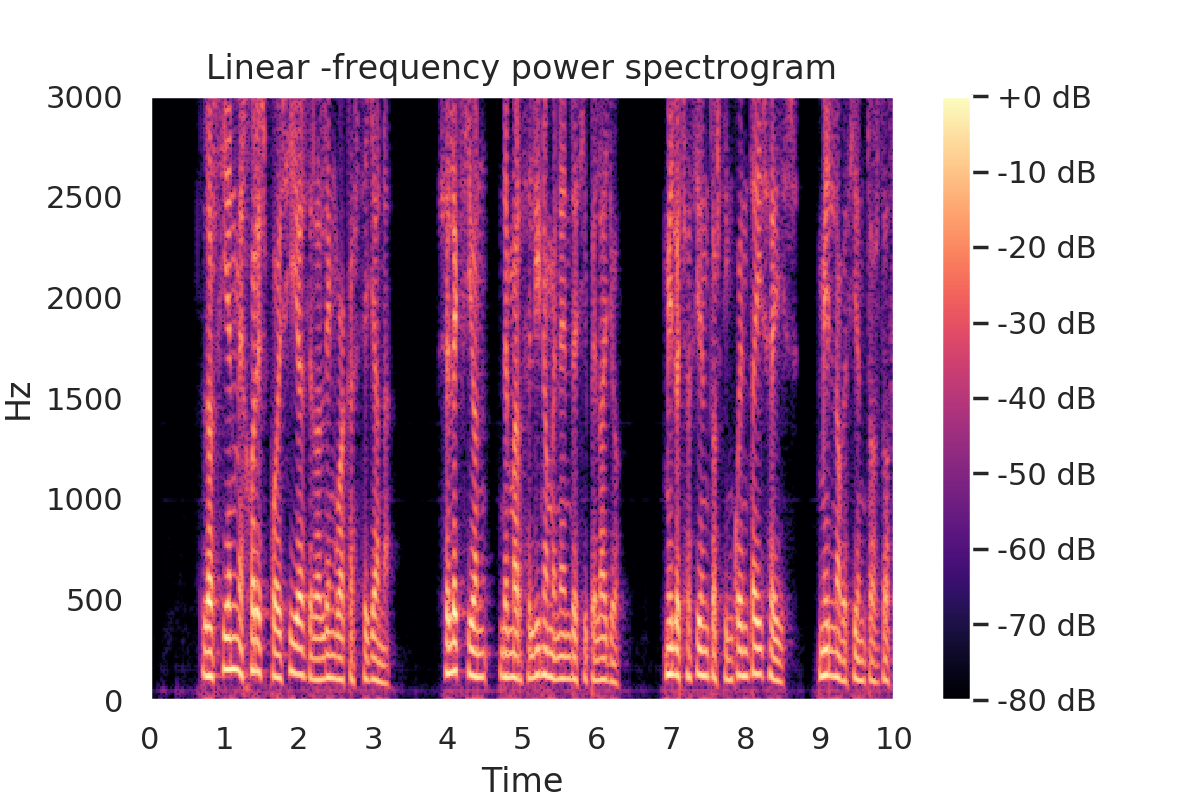 Linear -frequency power spectrogram
3000
2500
2000
1500
1000
500
0
Hz
0 1 2 3 4 5 6 7 8 9 10
Time
+0 dB
-10 dB
-20 dB
-30 dB
-40 dB
-50 dB
-60 dB
-70 dB
-80 dB